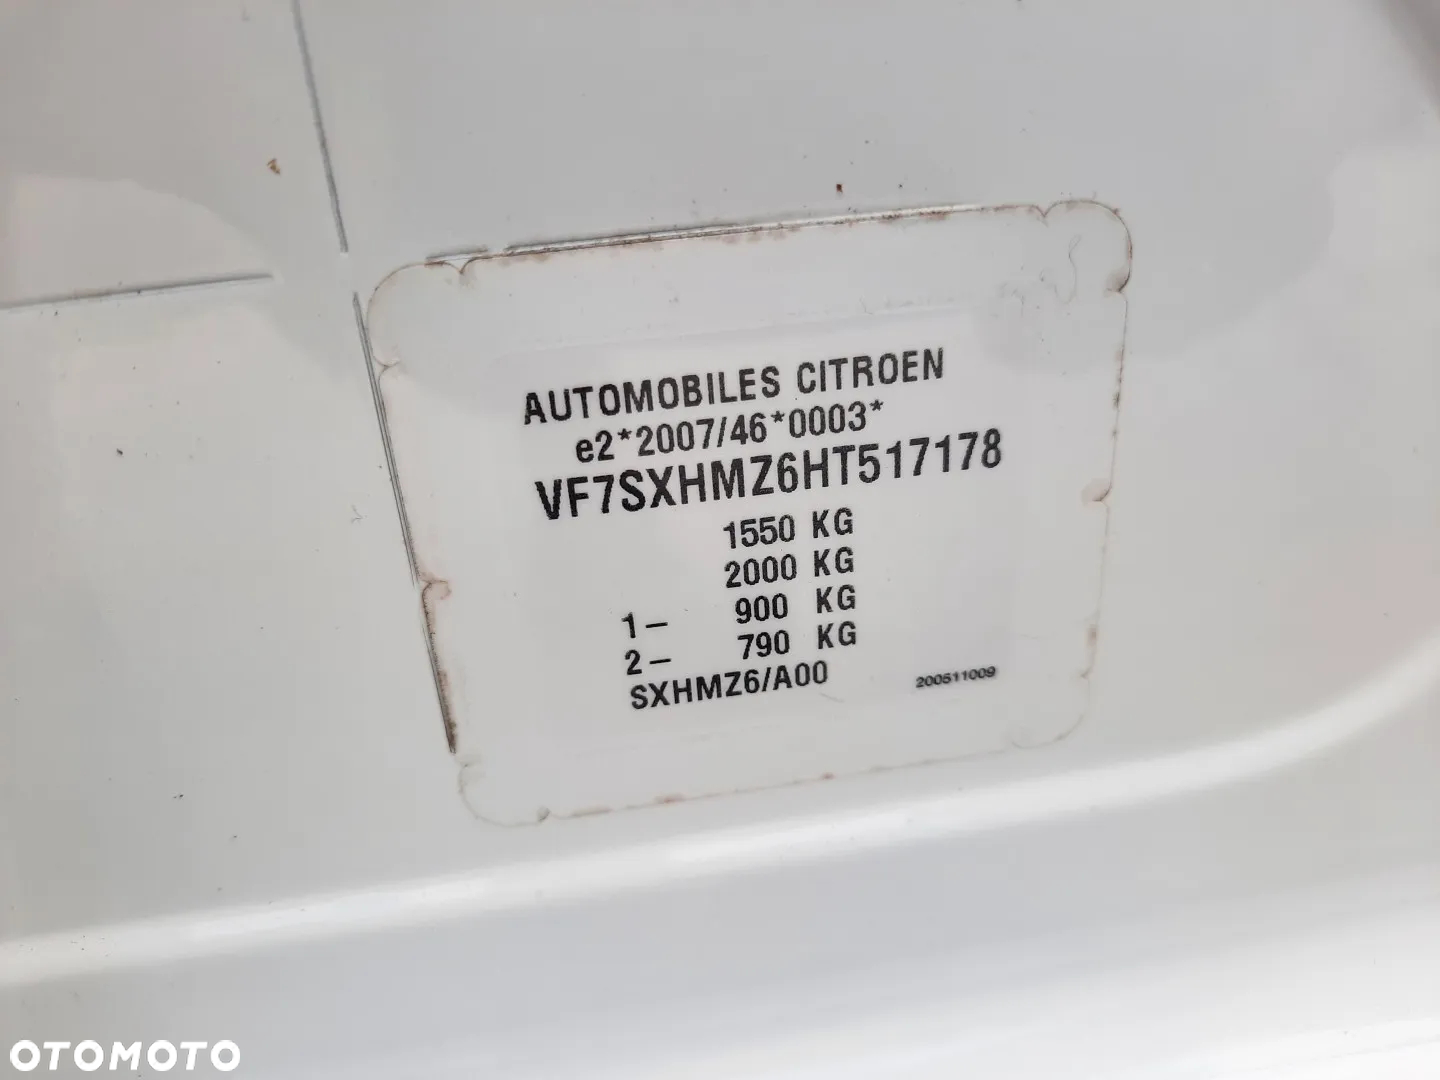 AUTOMOBILES CITROEN
e2*2007/46*0003*
VF7SXHMZ6HT517178
1550 KG
2000 KG
1– 900 KG
2– 790 KG
SXHMZ6/A00
200511009
OTOMOTO